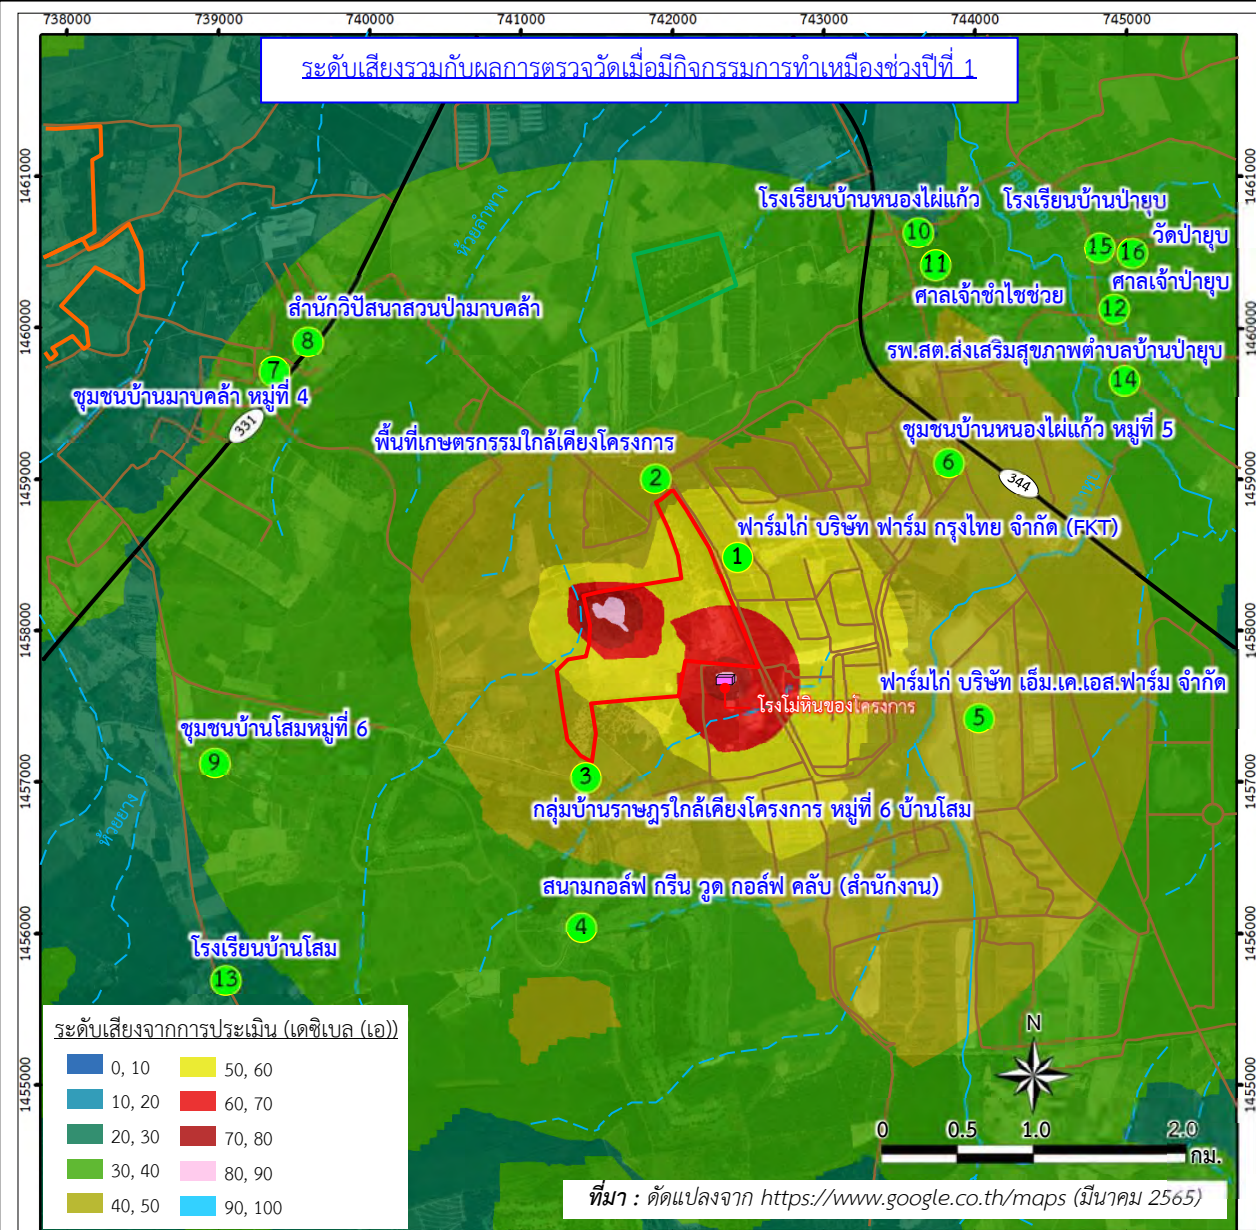 738000 739000 740000 741000 742000 743000 744000 745000
ระดับเสียงรวมกับผลการตรวจวัดเมื่อมีกิจกรรมการทำเหมืองช่วงปีที่ 1
1461000 1461000
ห้วยลำพาง
โรงเรียนบ้านหนองไผ่แก้ว
โรงเรียนบ้านป่ายุบ
วัดป่ายุบ
10
15 16
11
ศาลเจ้าชำไชช่วย
ศาลเจ้าป่ายุบ
12
สำนักวิปัสนาสวนป่ามาบคล้า
1460000 1460000
8
7
รพ.สต.ส่งเสริมสุขภาพตำบลบ้านป่ายุบ
14
ชุมชนบ้านมาบคล้า หมู่ที่ 4
331
พื้นที่เกษตรกรรมใกล้เคียงโครงการ
ชุมชนบ้านหนองไผ่แก้ว หมู่ที่ 5
6
2
344
1459000 1459000
ฟาร์มไก่ บริษัท ฟาร์ม กรุงไทย จำกัด (FKT)
1
1458000 1458000
ฟาร์มไก่ บริษัท เอ็ม.เค.เอส.ฟาร์ม จำกัด
โรงโม่หินของโครงการ
5
ชุมชนบ้านโสมหมู่ที่ 6
9
3
1457000 1457000
กลุ่มบ้านราษฎรใกล้เคียงโครงการ หมู่ที่ 6 บ้านโสม
ห้วยยาง
สนามกอล์ฟ กรีน วูด กอล์ฟ คลับ (สำนักงาน)
4
1456000 1456000
โรงเรียนบ้านโสม
13
ระดับเสียงจากการประเมิน (เดซิเบล (เอ))
0, 10 50, 60
10, 20 60, 70
20, 30 70, 80
30, 40 80, 90
40, 50 90, 100
1455000 1455000
N
0 0.5 1.0 2.0
กม.
ที่มา : ดัดแปลงจาก https://www.google.co.th/maps (มีนาคม 2565)